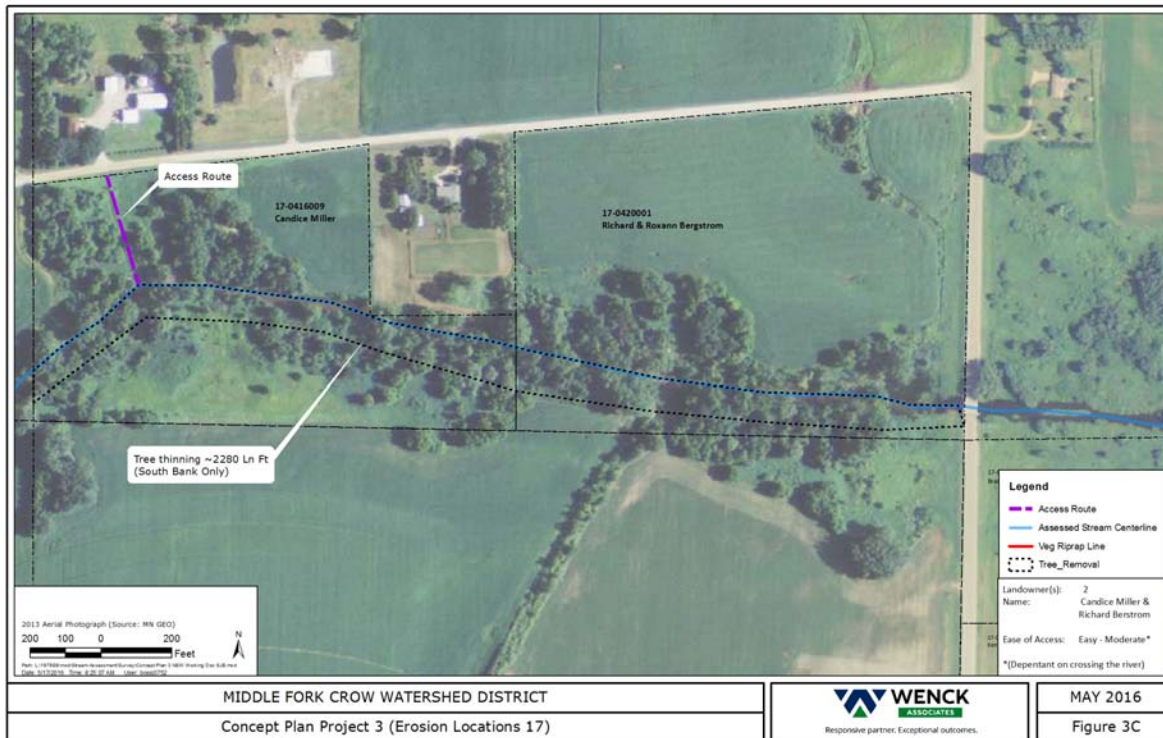 Access Route
17-0416009
Candice Miller
17-0420001
Richard & Roxann Bergstrom
Tree thinning ~2280 Ln Ft
(South Bank Only)
Legend
Access Route
Assessed Stream Centerline
Veg Riprap Line
Tree_Removal
Landowner(s): 2
Name: Candice Miller &
Richard Berstrom
Ease of Access: Easy - Moderate*
*(Dependant on crossing the river)
2013 Aerial Photograph (Source: MN GEO)
200 100 0 200
Feet
N
MIDDLE FORK CROW WATERSHED DISTRICT
Concept Plan Project 3 (Erosion Locations 17)
WENCK
ASSOCIATES
Responsive partner. Exceptional outcomes.
MAY 2016
Figure 3C